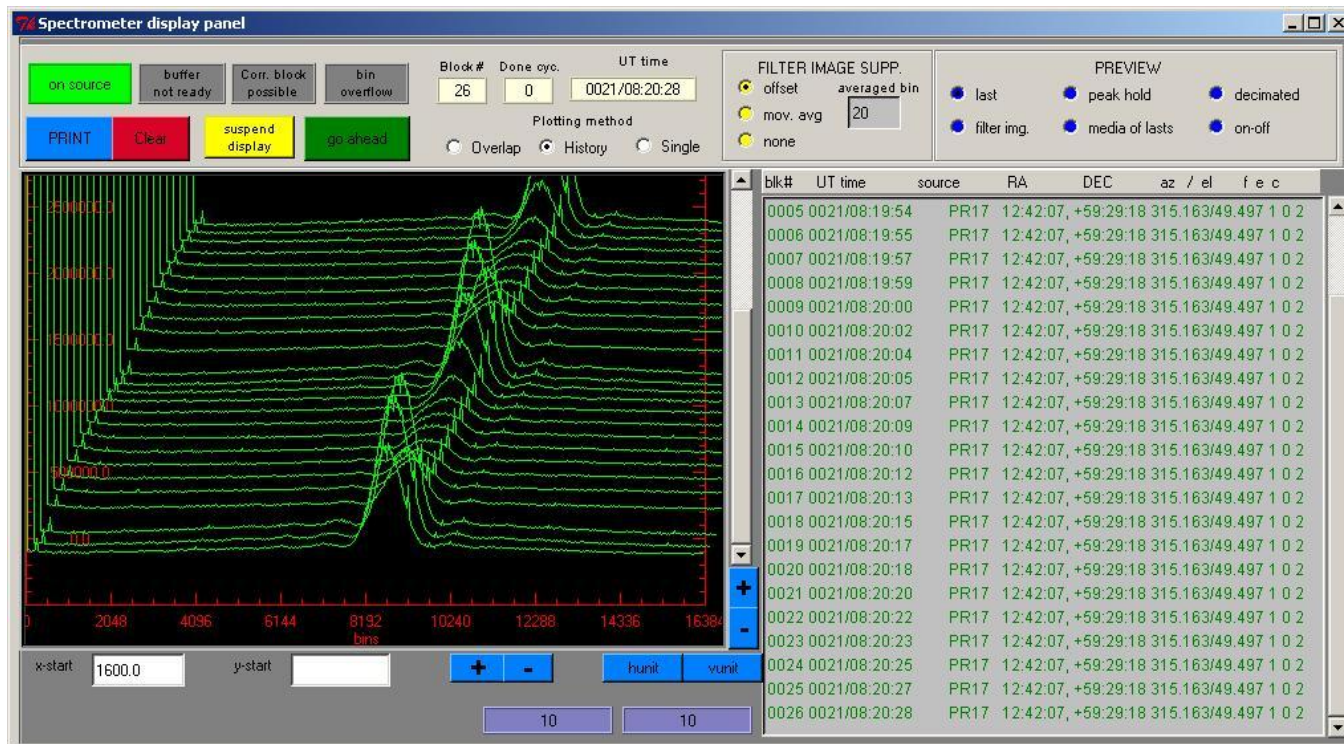 Spectrometer display panel
on source
buffer not ready
Corr. block possible
bin overflow
Block# Done cyc. UT time
26 0 0021/08:20:28
PRINT Clear
suspend display
go ahead
Plotting method
Overlap History Single
FILTER IMAGE SUPP.
offset averaged bin
mov. avg 20
none
PREVIEW
last peak hold decimated
filter img. media of lasts on-off
2500000.0
2000000.0
1500000.0
1000000.0
500000.0
0.0
0 2048 4096 6144 8192 10240 12288 14336 16384
bins
+
-
x-start 1600.0 y-start + - hunit vunit
10 10
blk# UT time source RA DEC az / el f e c
0005 0021/08:19:54 PR17 12:42:07, +59:29:18 315.163/49.497 1 0 2
0006 0021/08:19:55 PR17 12:42:07, +59:29:18 315.163/49.497 1 0 2
0007 0021/08:19:57 PR17 12:42:07, +59:29:18 315.163/49.497 1 0 2
0008 0021/08:19:59 PR17 12:42:07, +59:29:18 315.163/49.497 1 0 2
0009 0021/08:20:00 PR17 12:42:07, +59:29:18 315.163/49.497 1 0 2
0010 0021/08:20:02 PR17 12:42:07, +59:29:18 315.163/49.497 1 0 2
0011 0021/08:20:04 PR17 12:42:07, +59:29:18 315.163/49.497 1 0 2
0012 0021/08:20:05 PR17 12:42:07, +59:29:18 315.163/49.497 1 0 2
0013 0021/08:20:07 PR17 12:42:07, +59:29:18 315.163/49.497 1 0 2
0014 0021/08:20:09 PR17 12:42:07, +59:29:18 315.163/49.497 1 0 2
0015 0021/08:20:10 PR17 12:42:07, +59:29:18 315.163/49.497 1 0 2
0016 0021/08:20:12 PR17 12:42:07, +59:29:18 315.163/49.497 1 0 2
0017 0021/08:20:13 PR17 12:42:07, +59:29:18 315.163/49.497 1 0 2
0018 0021/08:20:15 PR17 12:42:07, +59:29:18 315.163/49.497 1 0 2
0019 0021/08:20:17 PR17 12:42:07, +59:29:18 315.163/49.497 1 0 2
0020 0021/08:20:18 PR17 12:42:07, +59:29:18 315.163/49.497 1 0 2
0021 0021/08:20:20 PR17 12:42:07, +59:29:18 315.163/49.497 1 0 2
0022 0021/08:20:22 PR17 12:42:07, +59:29:18 315.163/49.497 1 0 2
0023 0021/08:20:23 PR17 12:42:07, +59:29:18 315.163/49.497 1 0 2
0024 0021/08:20:25 PR17 12:42:07, +59:29:18 315.163/49.497 1 0 2
0025 0021/08:20:27 PR17 12:42:07, +59:29:18 315.163/49.497 1 0 2
0026 0021/08:20:28 PR17 12:42:07, +59:29:18 315.163/49.497 1 0 2